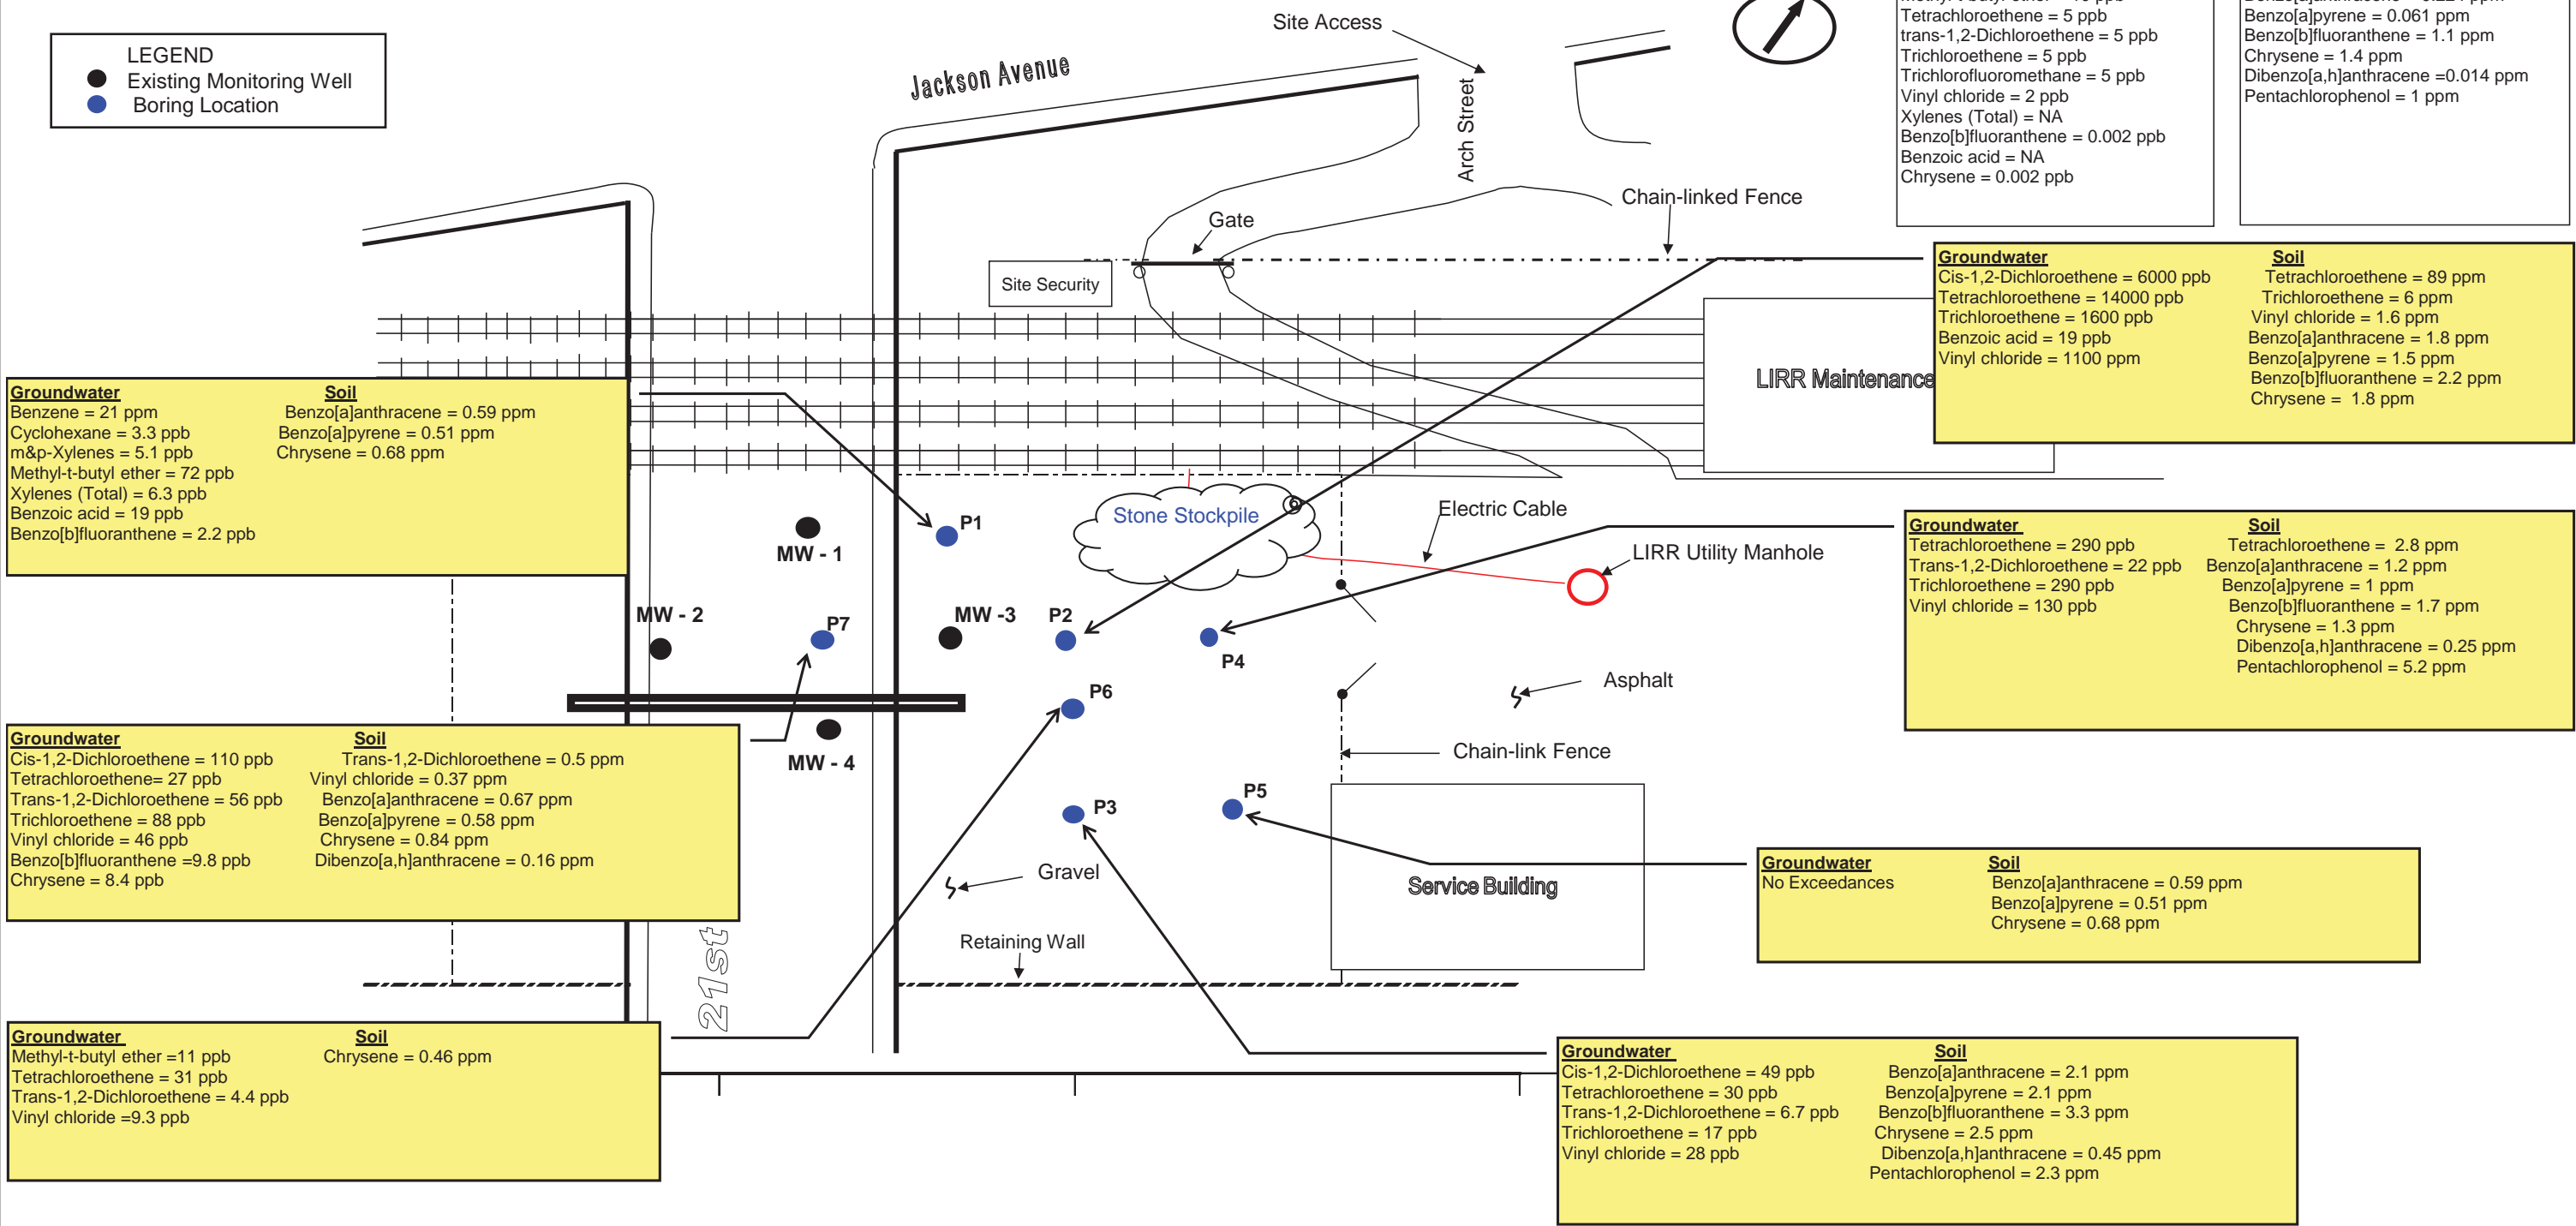 LEGEND
Existing Monitoring Well
Boring Location
Jackson Avenue
Site Access
Arch Street
Tetrachloroethene = 5 ppb
trans-1,2-Dichloroethene = 5 ppb
Trichloroethene = 5 ppb
Trichlorofluoromethane = 5 ppb
Vinyl chloride = 2 ppb
Xylenes (Total) = NA
Benzo[b]fluoranthene = 0.002 ppb
Benzoic acid = NA
Chrysene = 0.002 ppb
Benzo[a]pyrene = 0.061 ppm
Benzo[b]fluoranthene = 1.1 ppm
Chrysene = 1.4 ppm
Dibenzo[a,h]anthracene =0.014 ppm
Pentachlorophenol = 1 ppm
Chain-linked Fence
Gate
Site Security
LIRR Maintenance
Groundwater Soil
Cis-1,2-Dichloroethene = 6000 ppb Tetrachloroethene = 89 ppm
Tetrachloroethene = 14000 ppb Trichloroethene = 6 ppm
Trichloroethene = 1600 ppb Vinyl chloride = 1.6 ppm
Benzoic acid = 19 ppb Benzo[a]anthracene = 1.8 ppm
Vinyl chloride = 1100 ppm Benzo[a]pyrene = 1.5 ppm
Benzo[b]fluoranthene = 2.2 ppm
Chrysene = 1.8 ppm
Groundwater Soil
Benzene = 21 ppm Benzo[a]anthracene = 0.59 ppm
Cyclohexane = 3.3 ppb Benzo[a]pyrene = 0.51 ppm
m&p-Xylenes = 5.1 ppb Chrysene = 0.68 ppm
Methyl-t-butyl ether = 72 ppb
Xylenes (Total) = 6.3 ppb
Benzoic acid = 19 ppb
Benzo[b]fluoranthene = 2.2 ppb
MW - 1
P1
Stone Stockpile
Electric Cable
LIRR Utility Manhole
Groundwater Soil
Tetrachloroethene = 290 ppb Tetrachloroethene = 2.8 ppm
Trans-1,2-Dichloroethene = 22 ppb Benzo[a]anthracene = 1.2 ppm
Trichloroethene = 290 ppb Benzo[a]pyrene = 1 ppm
Vinyl chloride = 130 ppb Benzo[b]fluoranthene = 1.7 ppm
Chrysene = 1.3 ppm
Dibenzo[a,h]anthracene = 0.25 ppm
Pentachlorophenol = 5.2 ppm
MW - 2
P7
MW -3
P2
P4
P6
Asphalt
Chain-link Fence
MW - 4
Groundwater Soil
Cis-1,2-Dichloroethene = 110 ppb Trans-1,2-Dichloroethene = 0.5 ppm
Tetrachloroethene= 27 ppb Vinyl chloride = 0.37 ppm
Trans-1,2-Dichloroethene = 56 ppb Benzo[a]anthracene = 0.67 ppm
Trichloroethene = 88 ppb Benzo[a]pyrene = 0.58 ppm
Vinyl chloride = 46 ppb Chrysene = 0.84 ppm
Benzo[b]fluoranthene =9.8 ppb Dibenzo[a,h]anthracene = 0.16 ppm
Chrysene = 8.4 ppb
P3
P5
Gravel
Service Building
Retaining Wall
21st
Groundwater Soil
No Exceedances Benzo[a]anthracene = 0.59 ppm
Benzo[a]pyrene = 0.51 ppm
Chrysene = 0.68 ppm
Groundwater Soil
Methyl-t-butyl ether =11 ppb Chrysene = 0.46 ppm
Tetrachloroethene = 31 ppb
Trans-1,2-Dichloroethene = 4.4 ppb
Vinyl chloride =9.3 ppb
Groundwater Soil
Cis-1,2-Dichloroethene = 49 ppb Benzo[a]anthracene = 2.1 ppm
Tetrachloroethene = 30 ppb Benzo[a]pyrene = 2.1 ppm
Trans-1,2-Dichloroethene = 6.7 ppb Benzo[b]fluoranthene = 3.3 ppm
Trichloroethene = 17 ppb Chrysene = 2.5 ppm
Vinyl chloride = 28 ppb Dibenzo[a,h]anthracene = 0.45 ppm
Pentachlorophenol = 2.3 ppm